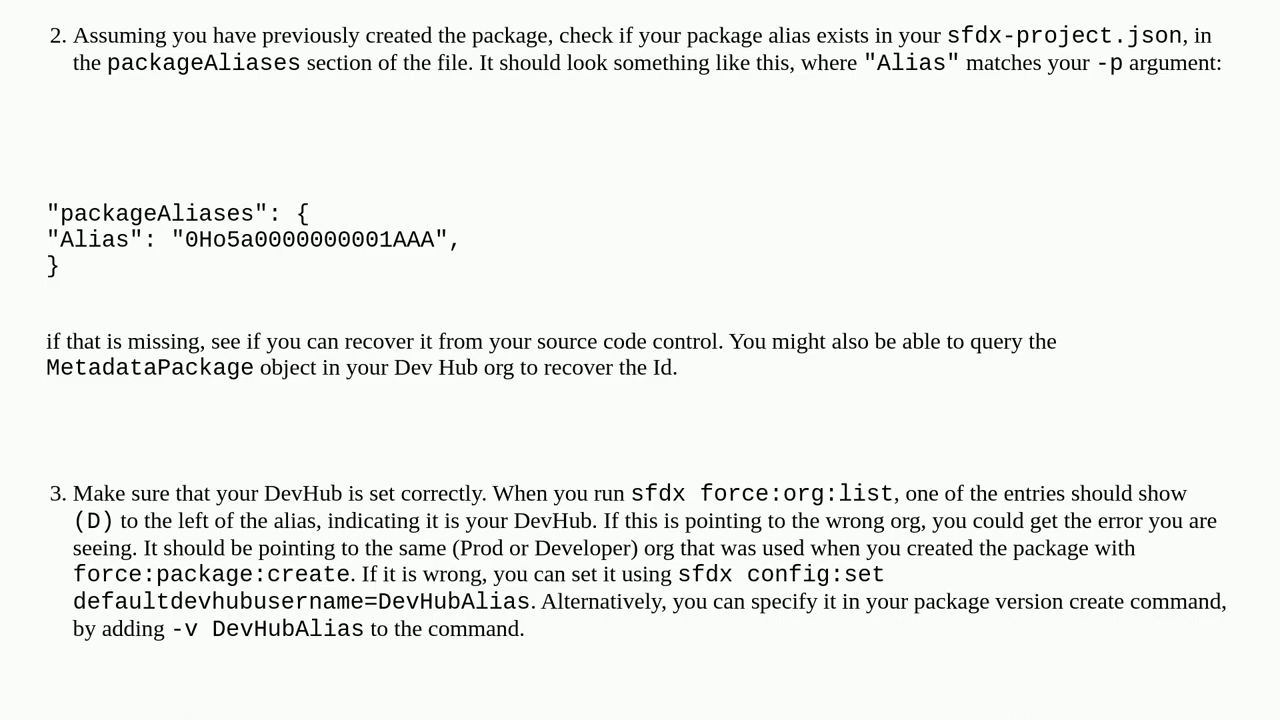 2. Assuming you have previously created the package, check if your package alias exists in your sfdx-project.json, in
the packageAliases section of the file. It should look something like this, where "Alias" matches your -p argument:
"packageAliases": {
"Alias": "0Ho5a0000000001AAA",
}
if that is missing, see if you can recover it from your source code control. You might also be able to query the
MetadataPackage object in your Dev Hub org to recover the Id.
3. Make sure that your DevHub is set correctly. When you run sfdx force:org:list, one of the entries should show
(D) to the left of the alias, indicating it is your DevHub. If this is pointing to the wrong org, you could get the error you are
seeing. It should be pointing to the same (Prod or Developer) org that was used when you created the package with
force:package:create. If it is wrong, you can set it using sfdx config:set
defaultdevhubusername=DevHubAlias. Alternatively, you can specify it in your package version create command,
by adding -v DevHubAlias to the command.